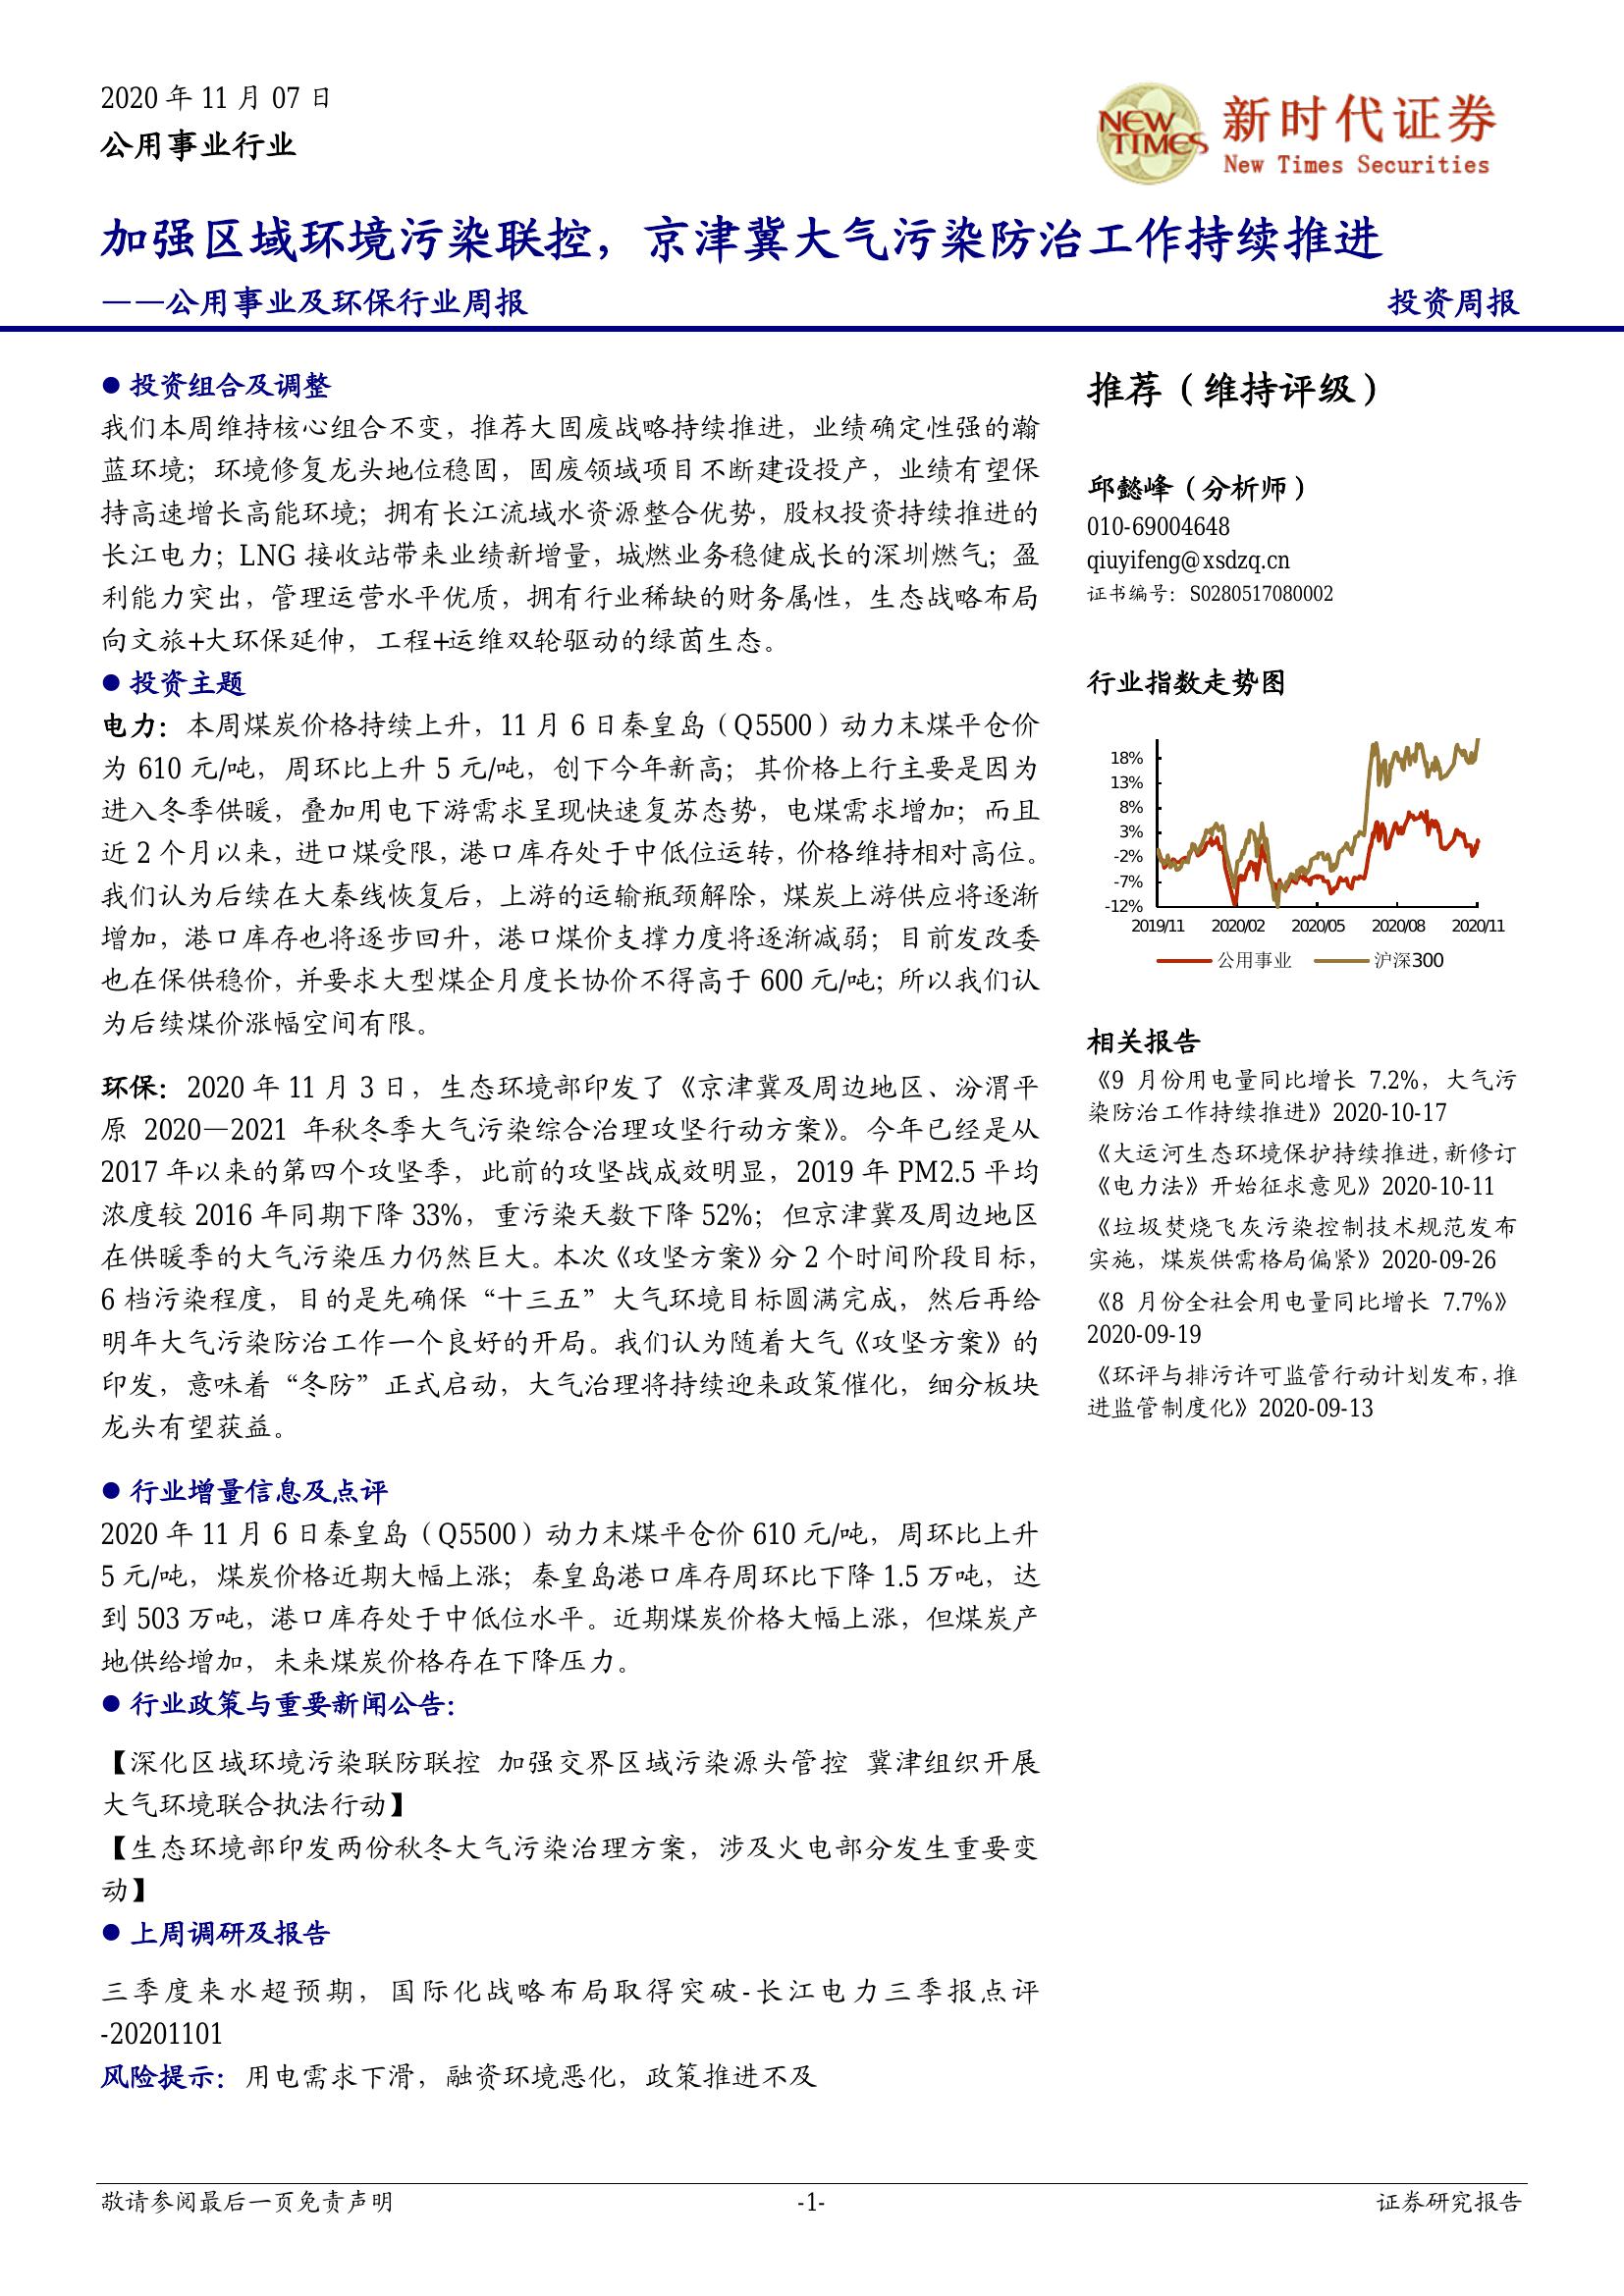 2020 年 11 月 07 日
公用事业行业
NEW TIMES
新时代证券
New Times Securities
加强区域环境污染联控，京津冀大气污染防治工作持续推进
——公用事业及环保行业周报
投资周报
● 投资组合及调整
我们本周维持核心组合不变，推荐大固废战略持续推进，业绩确定性强的瀚
蓝环境；环境修复龙头地位稳固，固废领域项目不断建设投产，业绩有望保
持高速增长高能环境；拥有长江流域水资源整合优势，股权投资持续推进的
长江电力；LNG 接收站带来业绩新增量，城燃业务稳健成长的深圳燃气；盈
利能力突出，管理运营水平优质，拥有行业稀缺的财务属性，生态战略布局
向文旅+大环保延伸，工程+运维双轮驱动的绿茵生态。
● 投资主题
电力：本周煤炭价格持续上升，11 月 6 日秦皇岛（Q5500）动力末煤平仓价
为 610 元/吨，周环比上升 5 元/吨，创下今年新高；其价格上行主要是因为
进入冬季供暖，叠加用电下游需求呈现快速复苏态势，电煤需求增加；而且
近 2 个月以来，进口煤受限，港口库存处于中低位运转，价格维持相对高位。
我们认为后续在大秦线恢复后，上游的运输瓶颈解除，煤炭上游供应将逐渐
增加，港口库存也将逐步回升，港口煤价支撑力度将逐渐减弱；目前发改委
也在保供稳价，并要求大型煤企月度长协价不得高于 600 元/吨；所以我们认
为后续煤价涨幅空间有限。
环保：2020 年 11 月 3 日，生态环境部印发了《京津冀及周边地区、汾渭平
原 2020—2021 年秋冬季大气污染综合治理攻坚行动方案》。今年已经是从
2017 年以来的第四个攻坚季，此前的攻坚战成效明显，2019 年 PM2.5 平均
浓度较 2016 年同期下降 33%，重污染天数下降 52%；但京津冀及周边地区
在供暖季的大气污染压力仍然巨大。本次《攻坚方案》分 2 个时间阶段目标，
6 档污染程度，目的是先确保“十三五”大气环境目标圆满完成，然后再给
明年大气污染防治工作一个良好的开局。我们认为随着大气《攻坚方案》的
印发，意味着“冬防”正式启动，大气治理将持续迎来政策催化，细分板块
龙头有望获益。
● 行业增量信息及点评
2020 年 11 月 6 日秦皇岛（Q5500）动力末煤平仓价 610 元/吨，周环比上升
5 元/吨，煤炭价格近期大幅上涨；秦皇岛港口库存周环比下降 1.5 万吨，达
到 503 万吨，港口库存处于中低位水平。近期煤炭价格大幅上涨，但煤炭产
地供给增加，未来煤炭价格存在下降压力。
● 行业政策与重要新闻公告：
【深化区域环境污染联防联控 加强交界区域污染源头管控 冀津组织开展
大气环境联合执法行动】
【生态环境部印发两份秋冬大气污染治理方案，涉及火电部分发生重要变
动】
● 上周调研及报告
三季度来水超预期，国际化战略布局取得突破-长江电力三季报点评
-20201101
风险提示：用电需求下滑，融资环境恶化，政策推进不及
推荐（维持评级）
邱懿峰（分析师）
010-69004648
qiuyifeng@xsdzq.cn
证书编号：S0280517080002
行业指数走势图
18%
13%
8%
3%
-2%
-7%
-12%
2019/11 2020/02 2020/05 2020/08 2020/11
公用事业 沪深300
相关报告
《9 月份用电量同比增长 7.2%，大气污
染防治工作持续推进》2020-10-17
《大运河生态环境保护持续推进，新修订
《电力法》开始征求意见》2020-10-11
《垃圾焚烧飞灰污染控制技术规范发布
实施，煤炭供需格局偏紧》2020-09-26
《8 月份全社会用电量同比增长 7.7%》
2020-09-19
《环评与排污许可监管行动计划发布，推
进监管制度化》2020-09-13
敬请参阅最后一页免责声明
-1-
证券研究报告